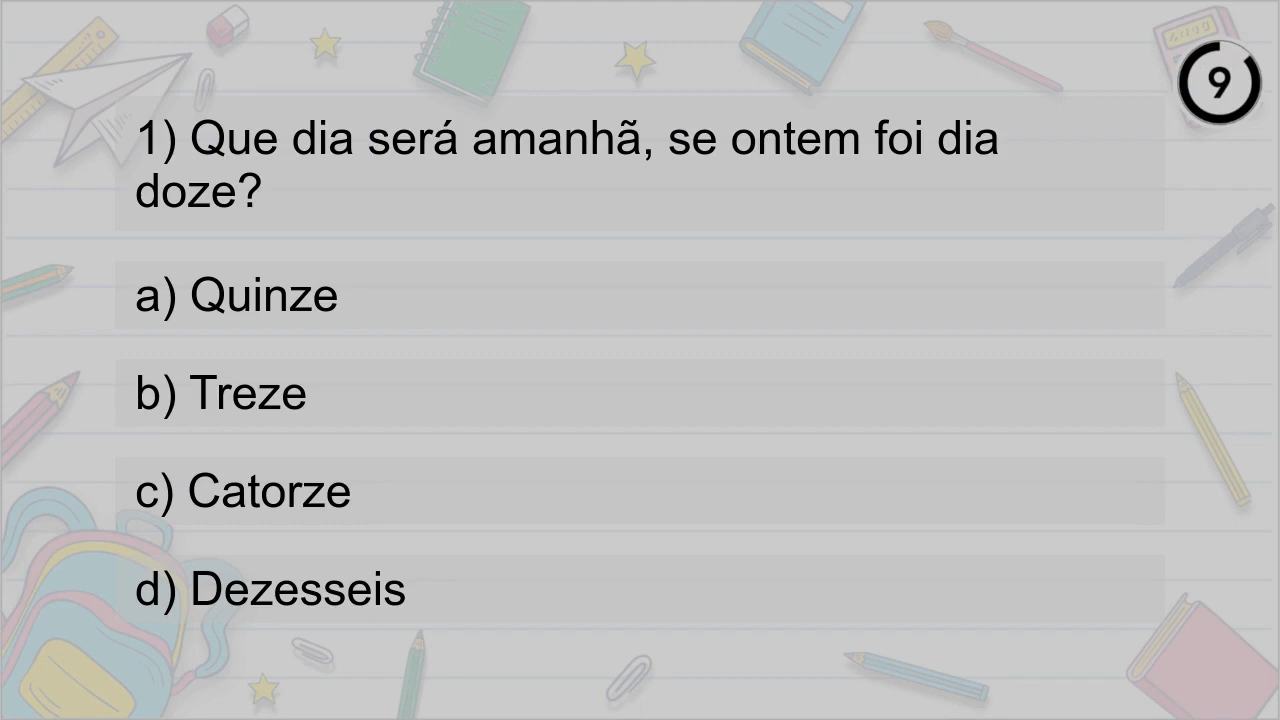 1) Que dia será amanhã, se ontem foi dia
doze?
a) Quinze
b) Treze
c) Catorze
d) Dezesseis
9